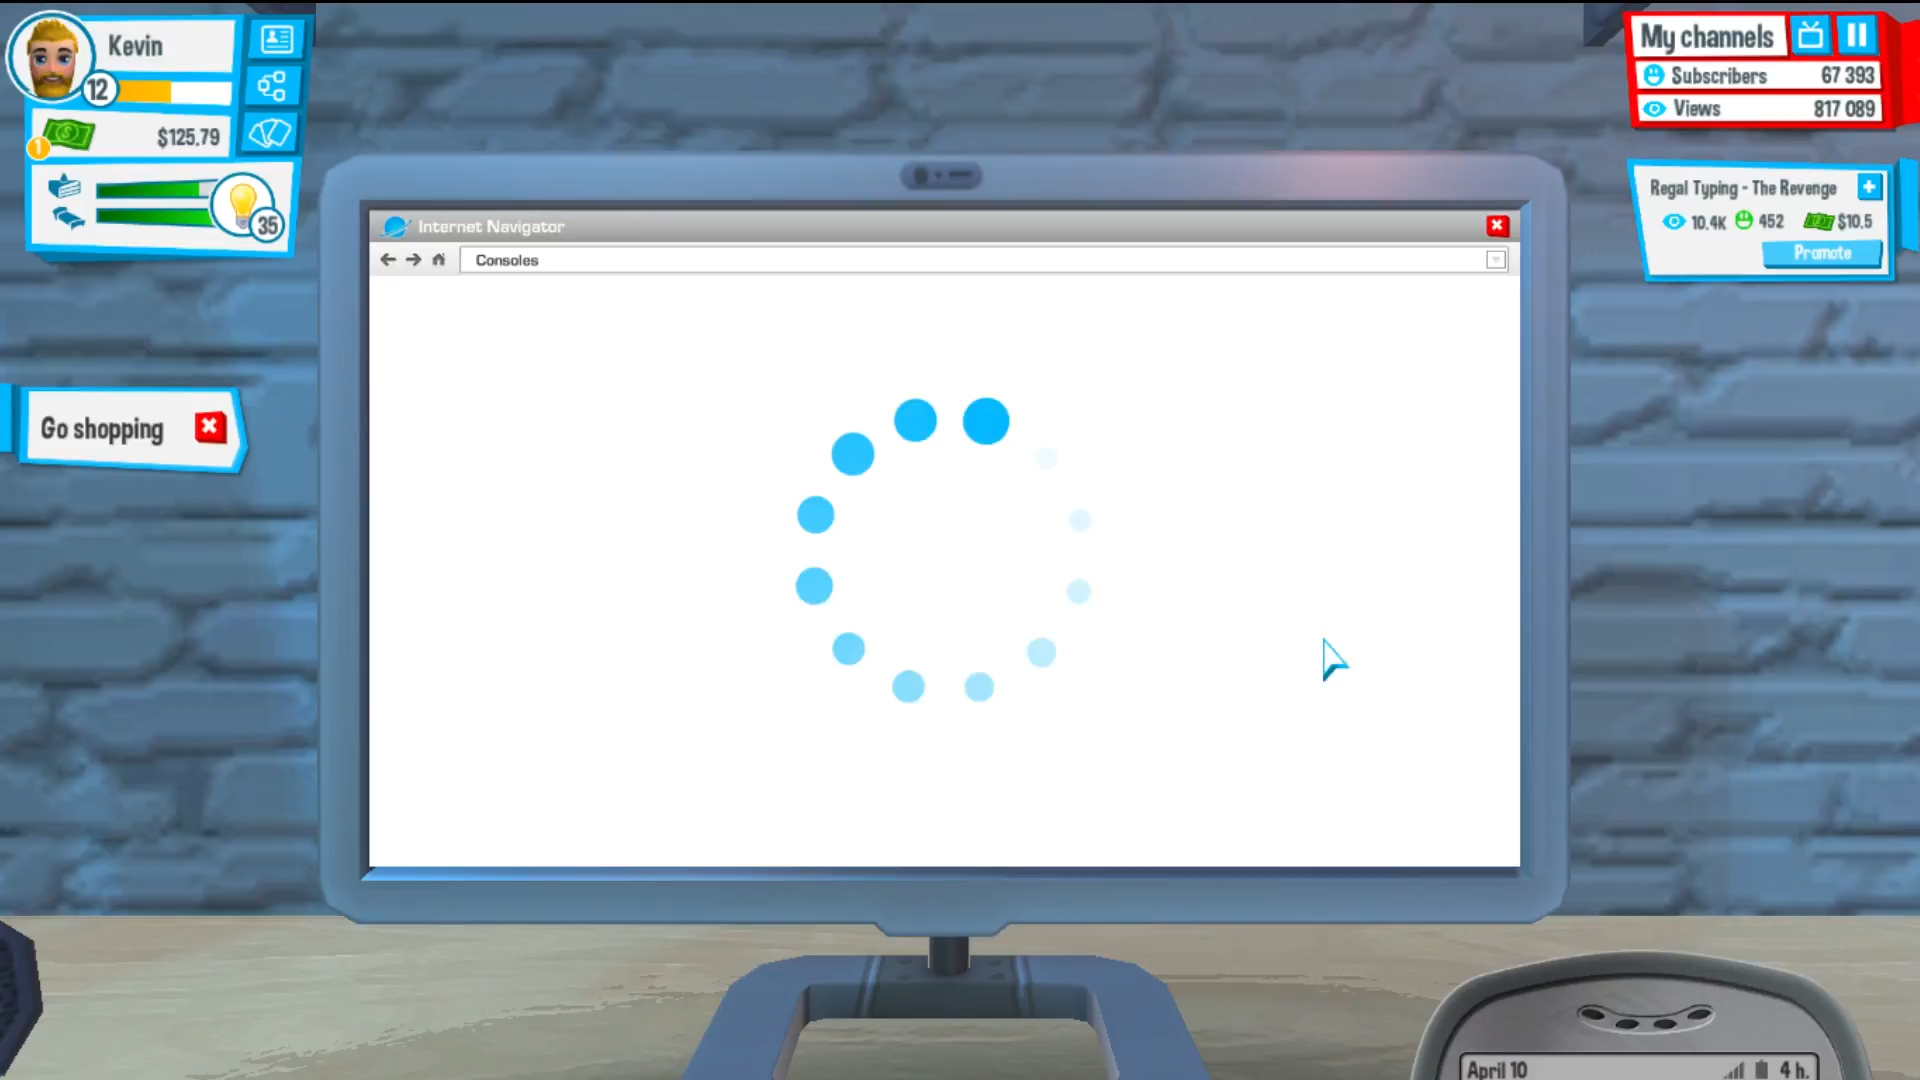 Kevin
12
1
$125.79
35
My channels
Subscribers 67 393
Views 817 089
Regal Typing - The Revenge
10.4K 452 $10.5
Promote
Internet Navigator
Consoles
Go shopping
April 10 4 h.